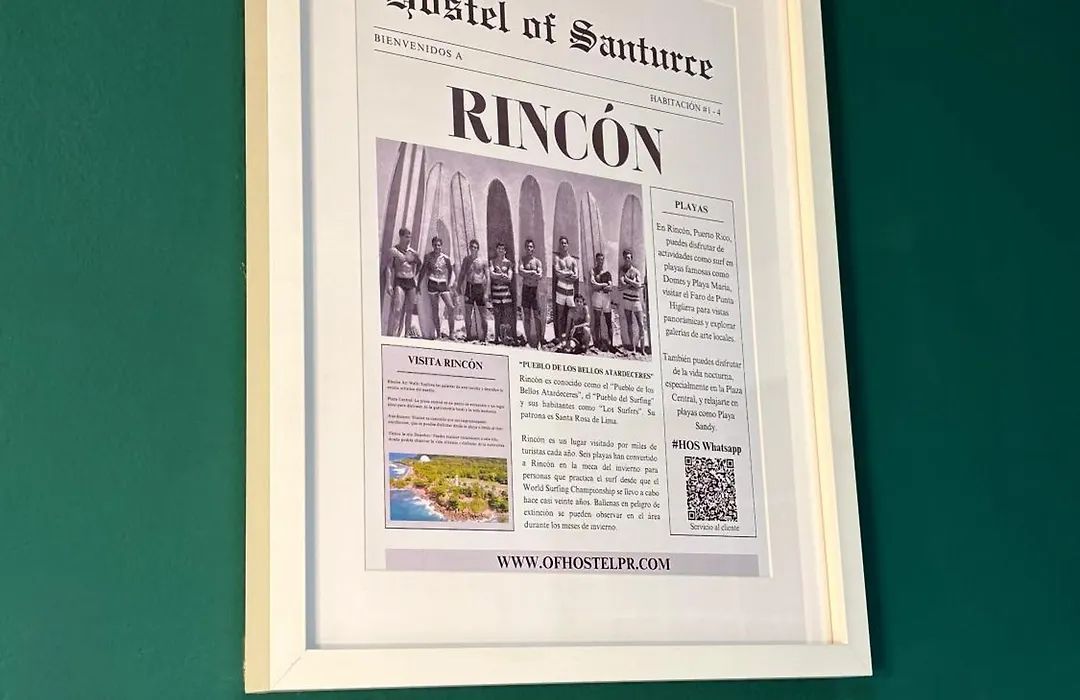 Hostel of Santurce
BIENVENIDOS A
HABITACIÓN #1 - 4
RINCÓN
PLAYAS
En Rincón, Puerto Rico,
puedes disfrutar de
actividades como surf en
playas famosas como
Domes y Playa María,
visitar el Faro de Punta
Higüera para vistas
panorámicas y explorar
galerías de arte locales.
También puedes disfrutar
de la vida nocturna,
especialmente en la Plaza
Central, y relajarte en
playas como Playa
Sandy.
#HOS Whatsapp
Servicio al cliente
VISITA RINCÓN
"PUEBLO DE LOS BELLOS ATARDECERES"
Rincón es conocido como el "Pueblo de los
Bellos Atardeceres", el "Pueblo del Surfing"
y sus habitantes como "Los Surfers". Su
patrona es Santa Rosa de Lima.
Rincón es un lugar visitado por miles de
turistas cada año. Seis playas han convertido
a Rincón en la meca del invierno para
personas que practica el surf desde que el
World Surfing Championship se llevo a cabo
hace casi veinte años. Ballenas en peligro de
extinción se pueden observar en el área
durante los meses de invierno.
WWW.OFHOSTELPR.COM